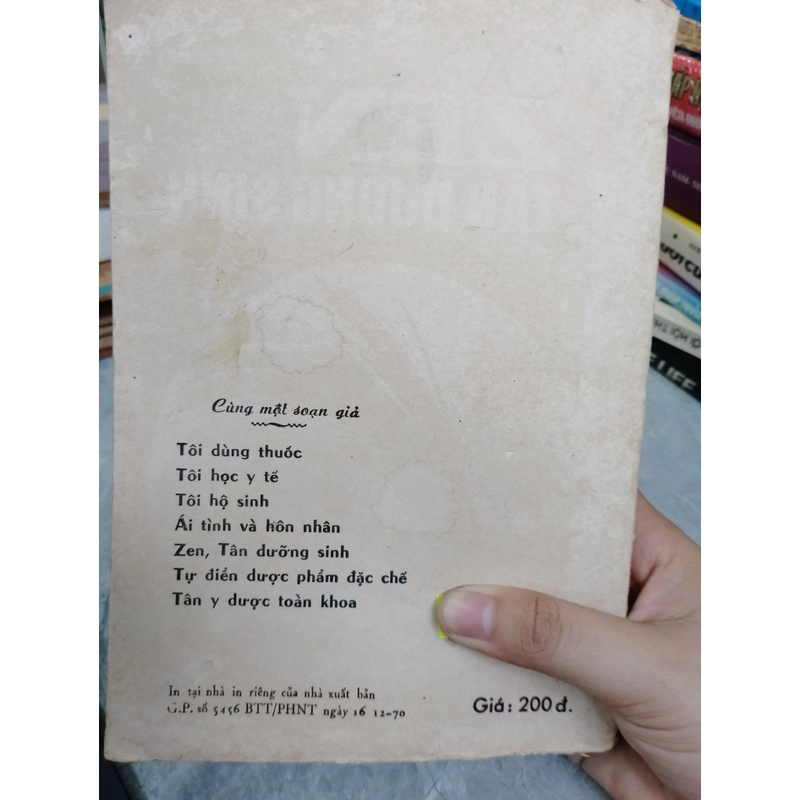 Cùng một soạn giả
Tôi dùng thuốc
Tôi học y tế
Tôi hộ sinh
Ái tình và hôn nhân
Zen, Tân dưỡng sinh
Tự điển dược phẩm đặc chế
Tân y dược toàn khoa
In tại nhà in riêng của nhà xuất bản
G.P. số 5456 BTT/PHNT ngày 16 12-70
Giá: 200 đ.
LIFE